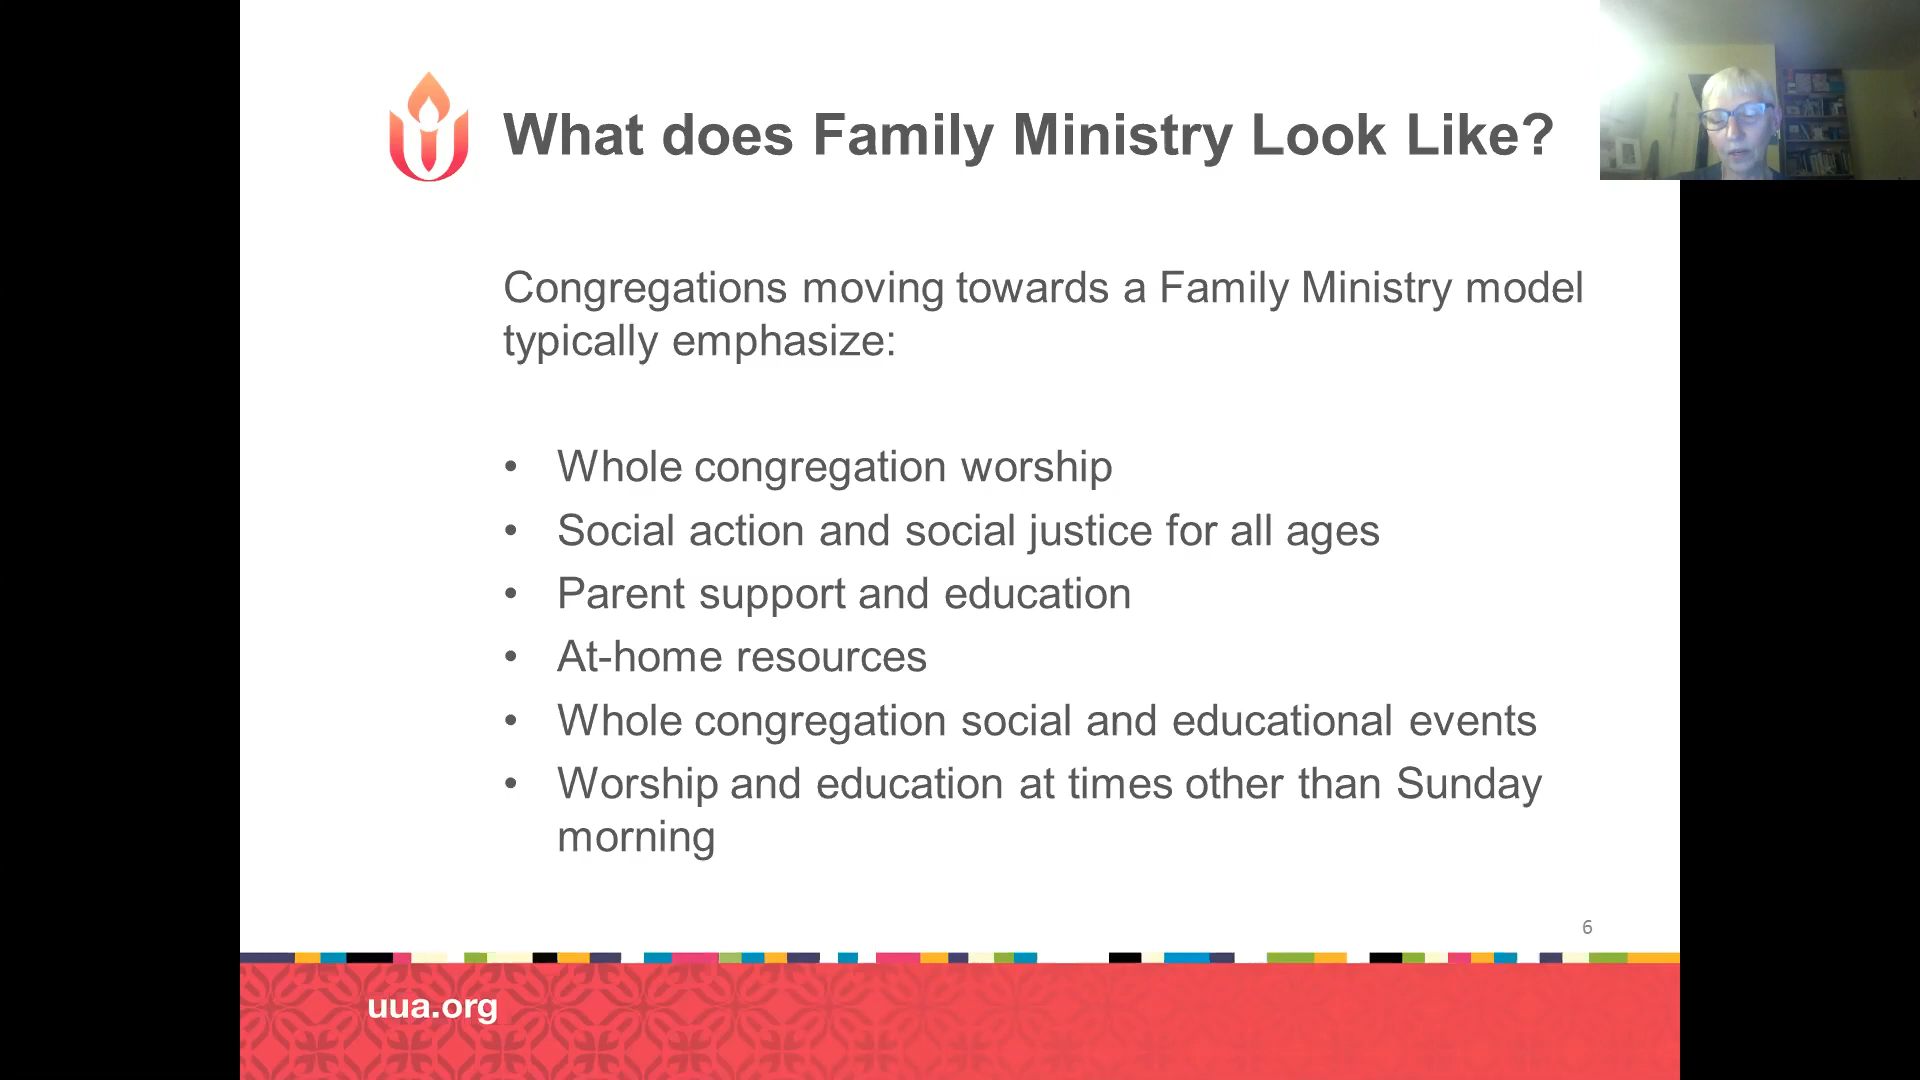 What does Family Ministry Look Like?
Congregations moving towards a Family Ministry model
typically emphasize:
• Whole congregation worship
• Social action and social justice for all ages
• Parent support and education
• At-home resources
• Whole congregation social and educational events
• Worship and education at times other than Sunday
morning
6
uua.org